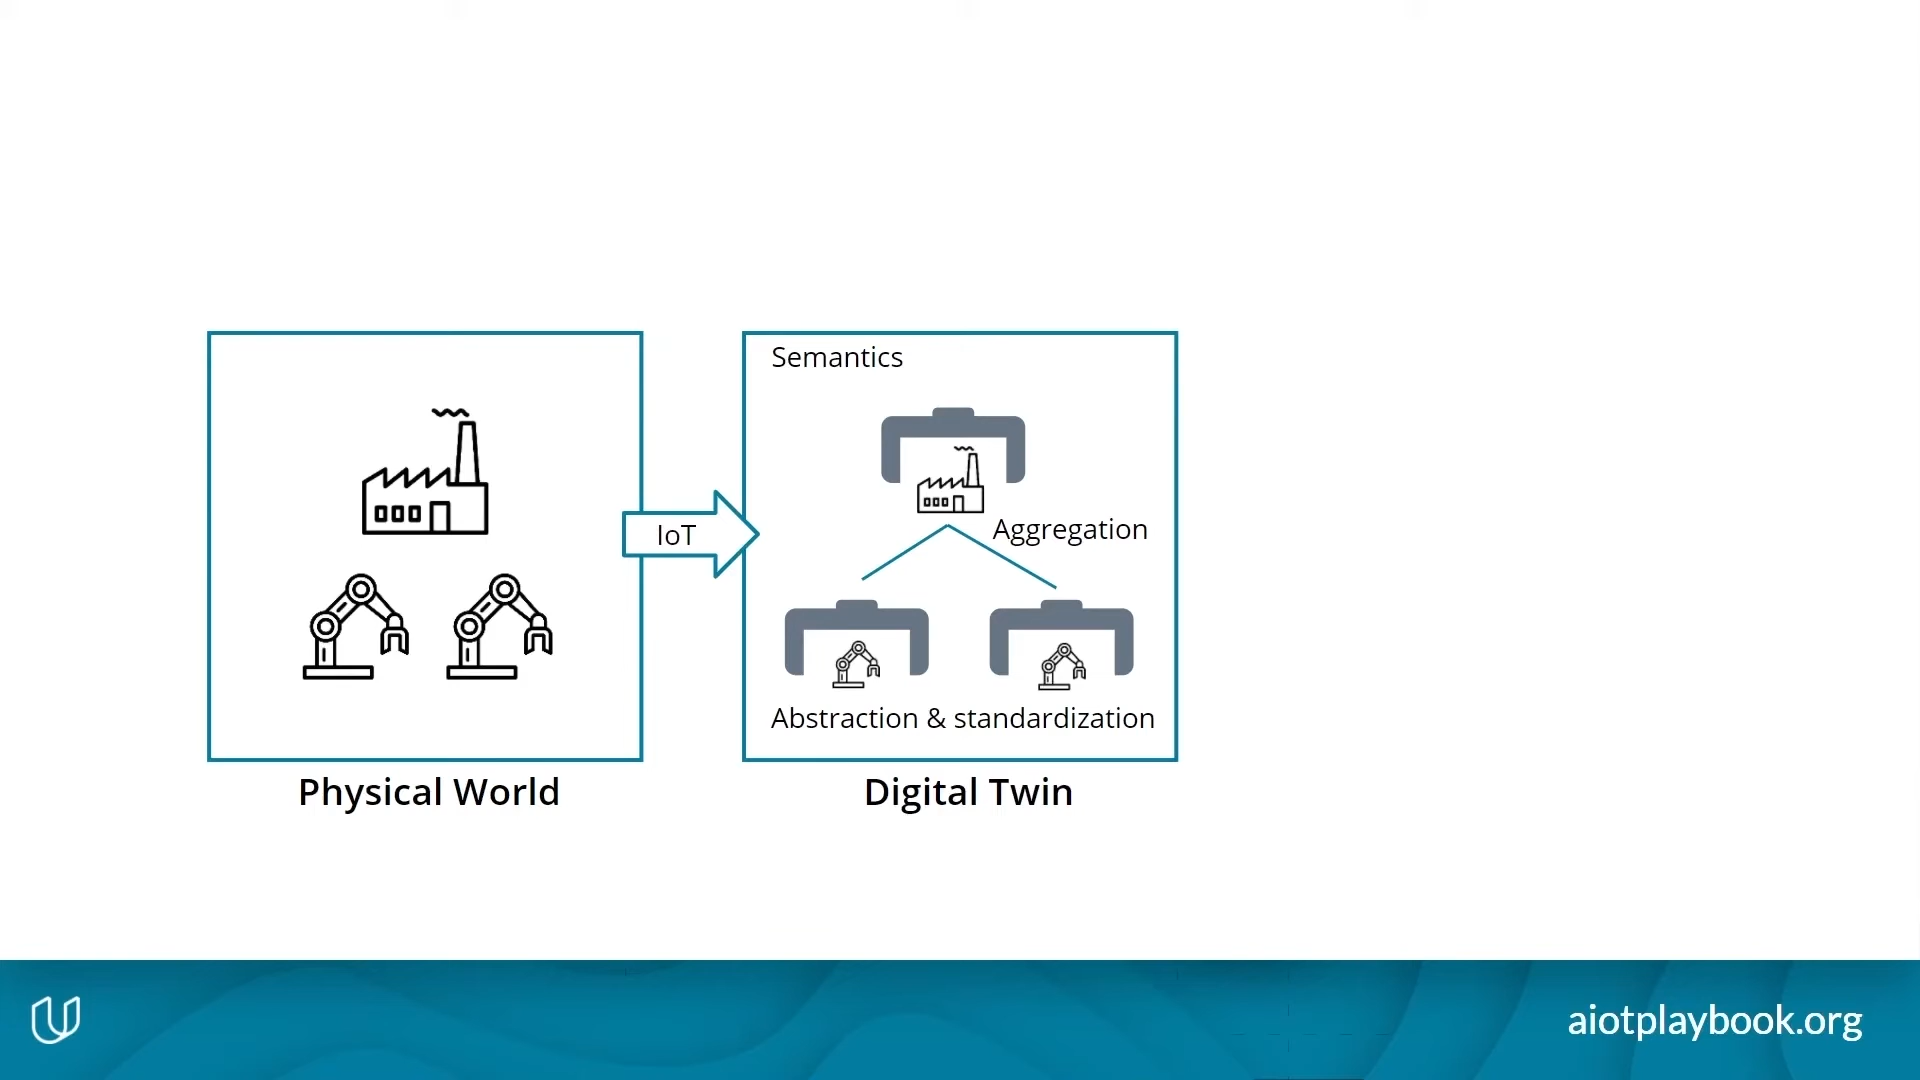 Semantics
IoT
Aggregation
Abstraction & standardization
Physical World
Digital Twin
aiotplaybook.org